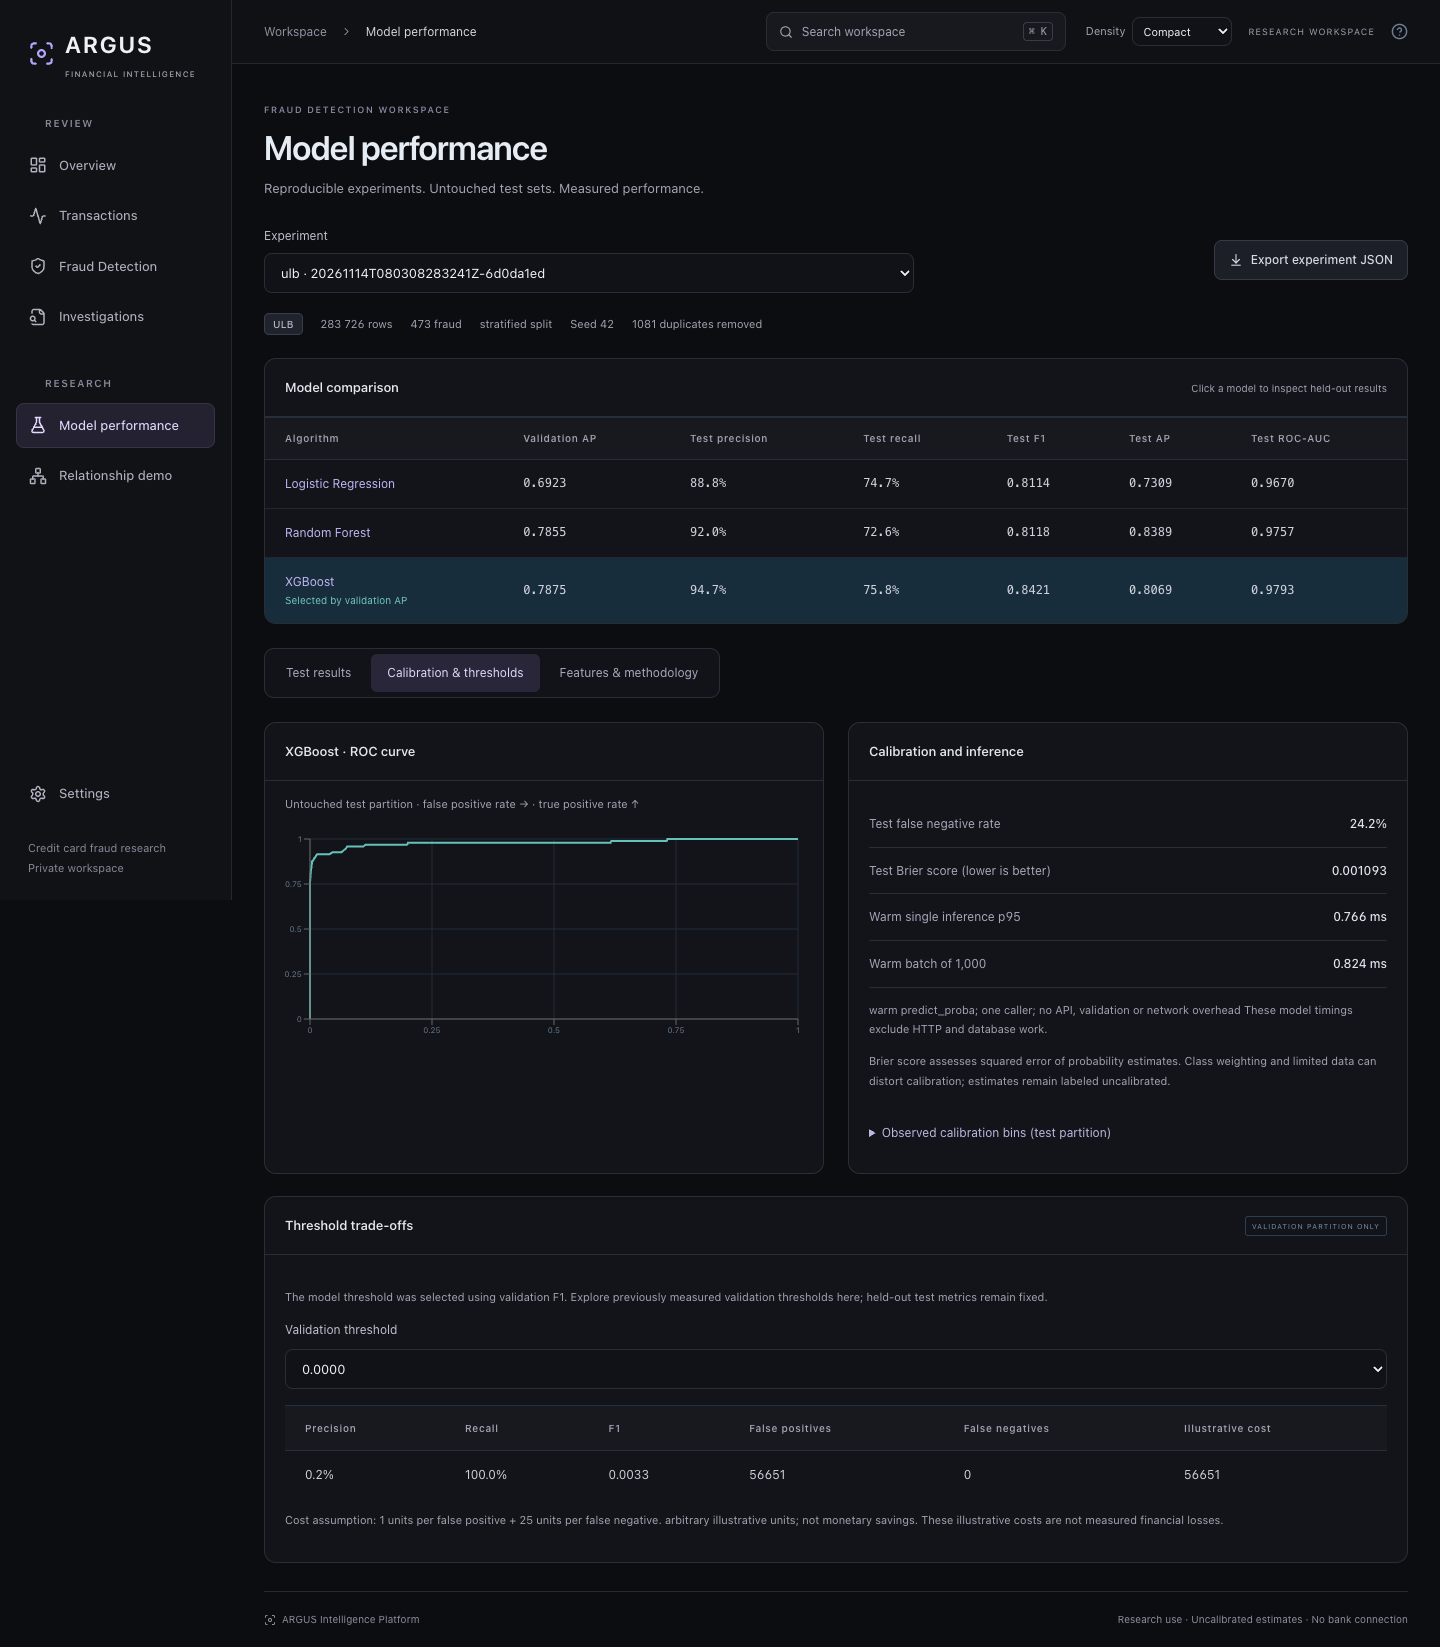 ARGUS
FINANCIAL INTELLIGENCE
REVIEW
Overview
Transactions
Fraud Detection
Investigations
RESEARCH
Model performance
Relationship demo
Settings
Credit card fraud research
Private workspace
Workspace > Model performance
Search workspace ⌘ K
Density Compact
RESEARCH WORKSPACE
FRAUD DETECTION WORKSPACE
Model performance
Reproducible experiments. Untouched test sets. Measured performance.
Experiment
ulb · 20261114T080308283241Z-6d0da1ed
Export experiment JSON
ULB 283 726 rows 473 fraud stratified split Seed 42 1081 duplicates removed
Model comparison
Click a model to inspect held-out results
Algorithm Validation AP Test precision Test recall Test F1 Test AP Test ROC-AUC
Logistic Regression 0.6923 88.8% 74.7% 0.8114 0.7309 0.9670
Random Forest 0.7855 92.0% 72.6% 0.8118 0.8389 0.9757
XGBoost 0.7875 94.7% 75.8% 0.8421 0.8069 0.9793
Selected by validation AP
Test results Calibration & thresholds Features & methodology
XGBoost · ROC curve
Untouched test partition · false positive rate → · true positive rate ↑
1
0.75
0.5
0.25
0
0 0.25 0.5 0.75 1
Calibration and inference
Test false negative rate 24.2%
Test Brier score (lower is better) 0.001093
Warm single inference p95 0.766 ms
Warm batch of 1,000 0.824 ms
warm predict_proba; one caller; no API, validation or network overhead These model timings
exclude HTTP and database work.
Brier score assesses squared error of probability estimates. Class weighting and limited data can
distort calibration; estimates remain labeled uncalibrated.
▶ Observed calibration bins (test partition)
Threshold trade-offs
VALIDATION PARTITION ONLY
The model threshold was selected using validation F1. Explore previously measured validation thresholds here; held-out test metrics remain fixed.
Validation threshold
0.0000
Precision Recall F1 False positives False negatives Illustrative cost
0.2% 100.0% 0.0033 56651 0 56651
Cost assumption: 1 units per false positive + 25 units per false negative. arbitrary illustrative units; not monetary savings. These illustrative costs are not measured financial losses.
ARGUS Intelligence Platform
Research use · Uncalibrated estimates · No bank connection